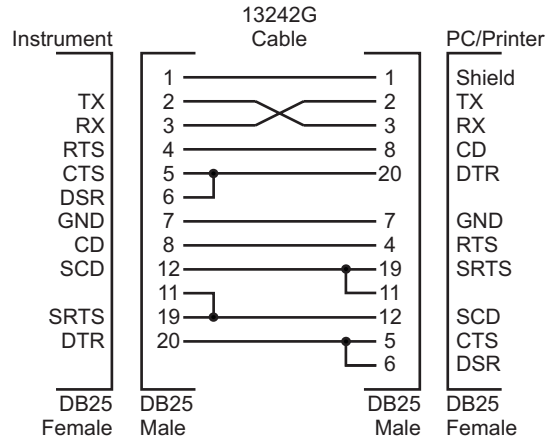 13242G
Instrument Cable PC/Printer
1 1 Shield
TX 2 2 TX
RX 3 3 RX
RTS 4 8 CD
CTS 5 20 DTR
DSR 6
GND 7 7 GND
CD 8 4 RTS
SCD 12 19 SRTS
11 11
SRTS 19 12 SCD
DTR 20 5 CTS
6 DSR
DB25 DB25 DB25 DB25
Female Male Male Female